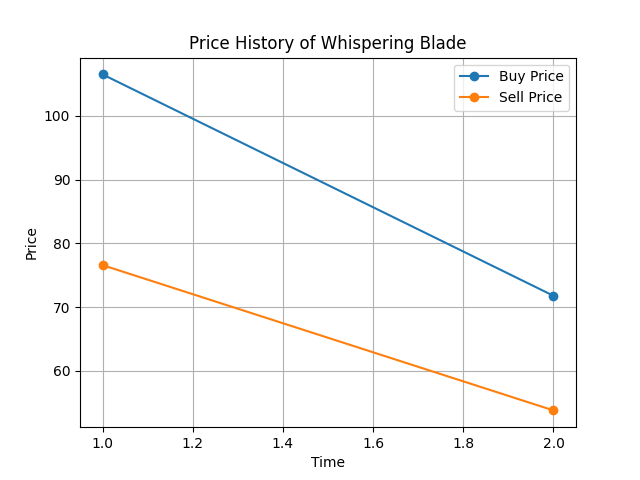 Price History of Whispering Blade
Buy Price
Sell Price
Price
100
90
80
70
60
1.0 1.2 1.4 1.6 1.8 2.0
Time